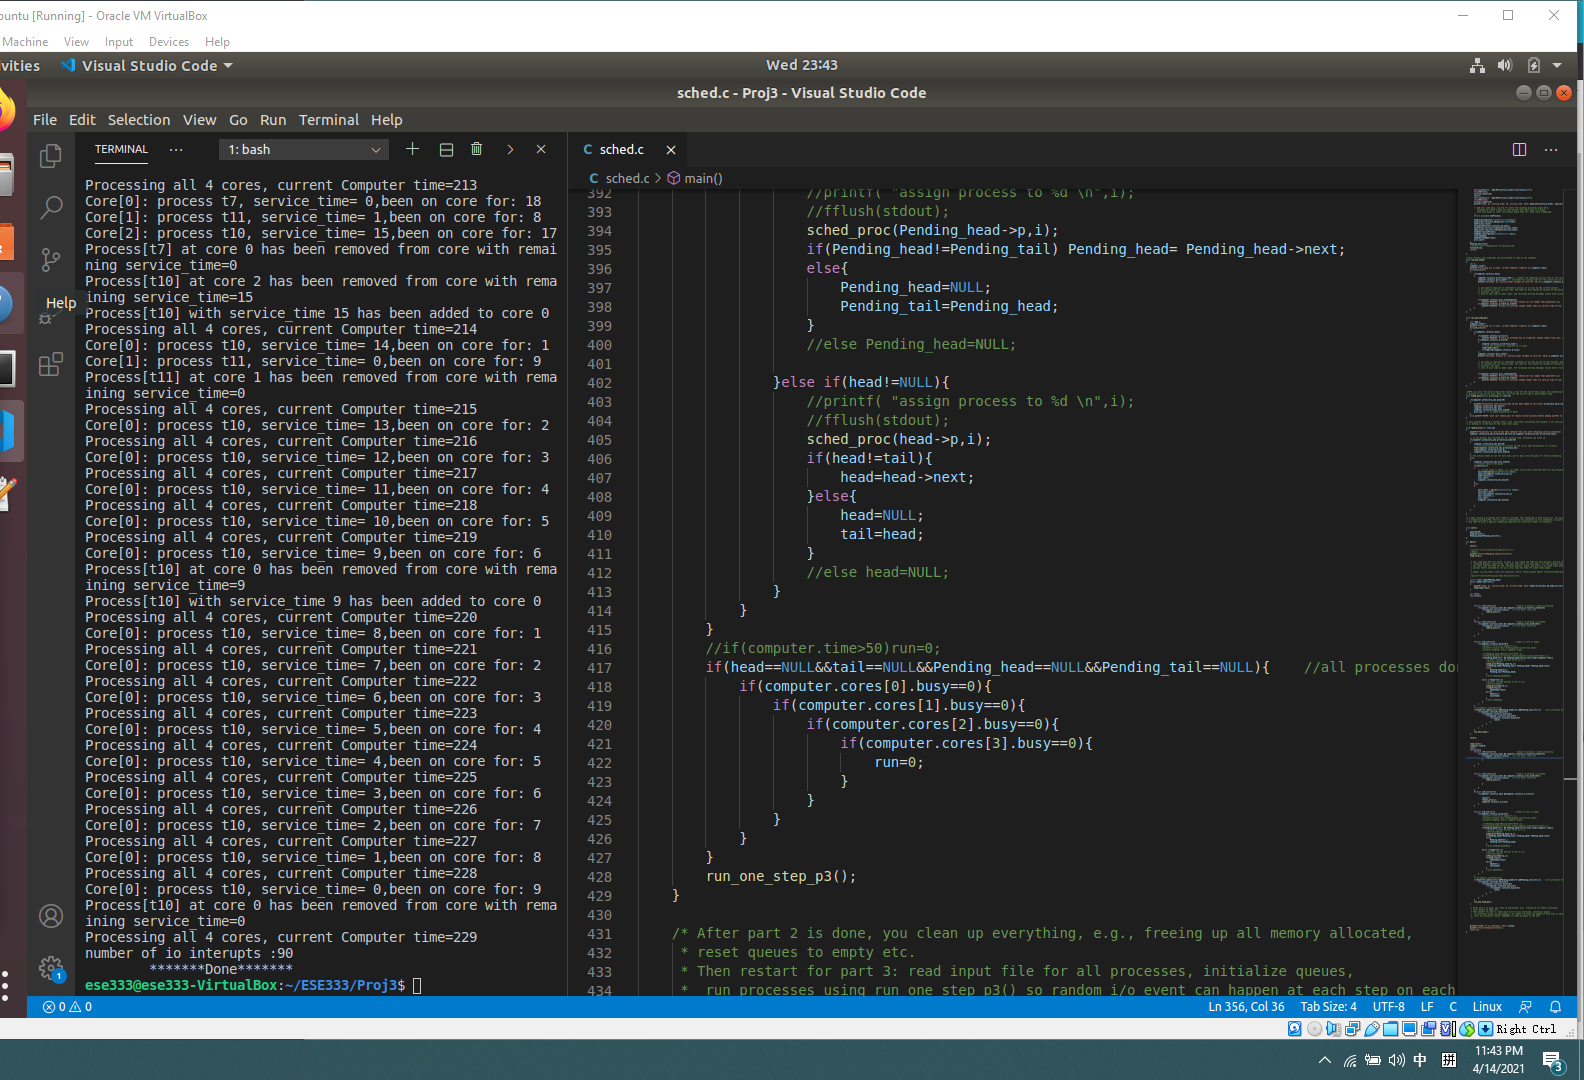 buntu [Running] - Oracle VM VirtualBox
Machine View Input Devices Help
vities Visual Studio Code Wed 23:43
sched.c - Proj3 - Visual Studio Code
File Edit Selection View Go Run Terminal Help
TERMINAL ··· 1: bash
Processing all 4 cores, current Computer time=213
Core[0]: process t7, service_time= 0,been on core for: 18
Core[1]: process t11, service_time= 1,been on core for: 8
Core[2]: process t10, service_time= 15,been on core for: 17
Process[t7] at core 0 has been removed from core with remai
ning service_time=0
Process[t10] at core 2 has been removed from core with rema
ining service_time=15
Process[t10] with service_time 15 has been added to core 0
Processing all 4 cores, current Computer time=214
Core[0]: process t10, service_time= 14,been on core for: 1
Core[1]: process t11, service_time= 0,been on core for: 9
Process[t11] at core 1 has been removed from core with rema
ining service_time=0
Processing all 4 cores, current Computer time=215
Core[0]: process t10, service_time= 13,been on core for: 2
Processing all 4 cores, current Computer time=216
Core[0]: process t10, service_time= 12,been on core for: 3
Processing all 4 cores, current Computer time=217
Core[0]: process t10, service_time= 11,been on core for: 4
Processing all 4 cores, current Computer time=218
Core[0]: process t10, service_time= 10,been on core for: 5
Processing all 4 cores, current Computer time=219
Core[0]: process t10, service_time= 9,been on core for: 6
Process[t10] at core 0 has been removed from core with rema
ining service_time=9
Process[t10] with service_time 9 has been added to core 0
Processing all 4 cores, current Computer time=220
Core[0]: process t10, service_time= 8,been on core for: 1
Processing all 4 cores, current Computer time=221
Core[0]: process t10, service_time= 7,been on core for: 2
Processing all 4 cores, current Computer time=222
Core[0]: process t10, service_time= 6,been on core for: 3
Processing all 4 cores, current Computer time=223
Core[0]: process t10, service_time= 5,been on core for: 4
Processing all 4 cores, current Computer time=224
Core[0]: process t10, service_time= 4,been on core for: 5
Processing all 4 cores, current Computer time=225
Core[0]: process t10, service_time= 3,been on core for: 6
Processing all 4 cores, current Computer time=226
Core[0]: process t10, service_time= 2,been on core for: 7
Processing all 4 cores, current Computer time=227
Core[0]: process t10, service_time= 1,been on core for: 8
Processing all 4 cores, current Computer time=228
Core[0]: process t10, service_time= 0,been on core for: 9
Process[t10] at core 0 has been removed from core with rema
ining service_time=0
Processing all 4 cores, current Computer time=229
number of io interupts :90
*******Done*******
ese333@ese333-VirtualBox:~/ESE333/Proj3$
Help
1
C sched.c
C sched.c > main()
392 //printf( "assign process to %d \n",i);
393 //fflush(stdout);
394 sched_proc(Pending_head->p,i);
395 if(Pending_head!=Pending_tail) Pending_head= Pending_head->next;
396 else{
397 Pending_head=NULL;
398 Pending_tail=Pending_head;
399 }
400 //else Pending_head=NULL;
401
402 }else if(head!=NULL){
403 //printf( "assign process to %d \n",i);
404 //fflush(stdout);
405 sched_proc(head->p,i);
406 if(head!=tail){
407 head=head->next;
408 }else{
409 head=NULL;
410 tail=head;
411 }
412 //else head=NULL;
413 }
414 }
415 }
416 //if(computer.time>50)run=0;
417 if(head==NULL&&tail==NULL&&Pending_head==NULL&&Pending_tail==NULL){ //all processes do
418 if(computer.cores[0].busy==0){
419 if(computer.cores[1].busy==0){
420 if(computer.cores[2].busy==0){
421 if(computer.cores[3].busy==0){
422 run=0;
423 }
424 }
425 }
426 }
427 }
428 run_one_step_p3();
429 }
430
431 /* After part 2 is done, you clean up everything, e.g., freeing up all memory allocated,
432 * reset queues to empty etc.
433 * Then restart for part 3: read input file for all processes, initialize queues,
434 * run processes using run_one_step_p3() so random i/o event can happen at each step on each
0 0 Ln 356, Col 36 Tab Size: 4 UTF-8 LF C Linux
Right Ctrl
中 拼 11:43 PM
4/14/2021
3